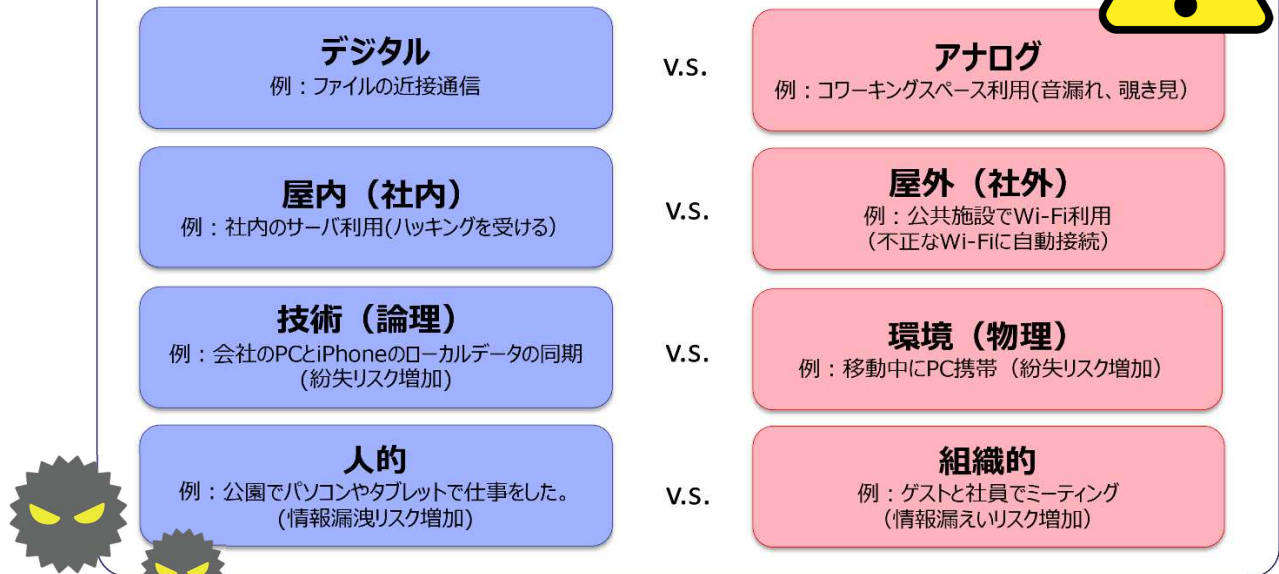 デジタル
例：ファイルの近接通信
v.s.
アナログ
例：コワーキングスペース利用(音漏れ、覗き見）
屋内（社内）
例：社内のサーバ利用(ハッキングを受ける）
v.s.
屋外（社外）
例：公共施設でWi-Fi利用
（不正なWi-Fiに自動接続）
技術（論理）
例：会社のPCとiPhoneのローカルデータの同期
(紛失リスク増加)
v.s.
環境（物理）
例：移動中にPC携帯（紛失リスク増加）
人的
例：公園でパソコンやタブレットで仕事をした。
(情報漏洩リスク増加)
v.s.
組織的
例：ゲストと社員でミーティング
（情報漏えいリスク増加）